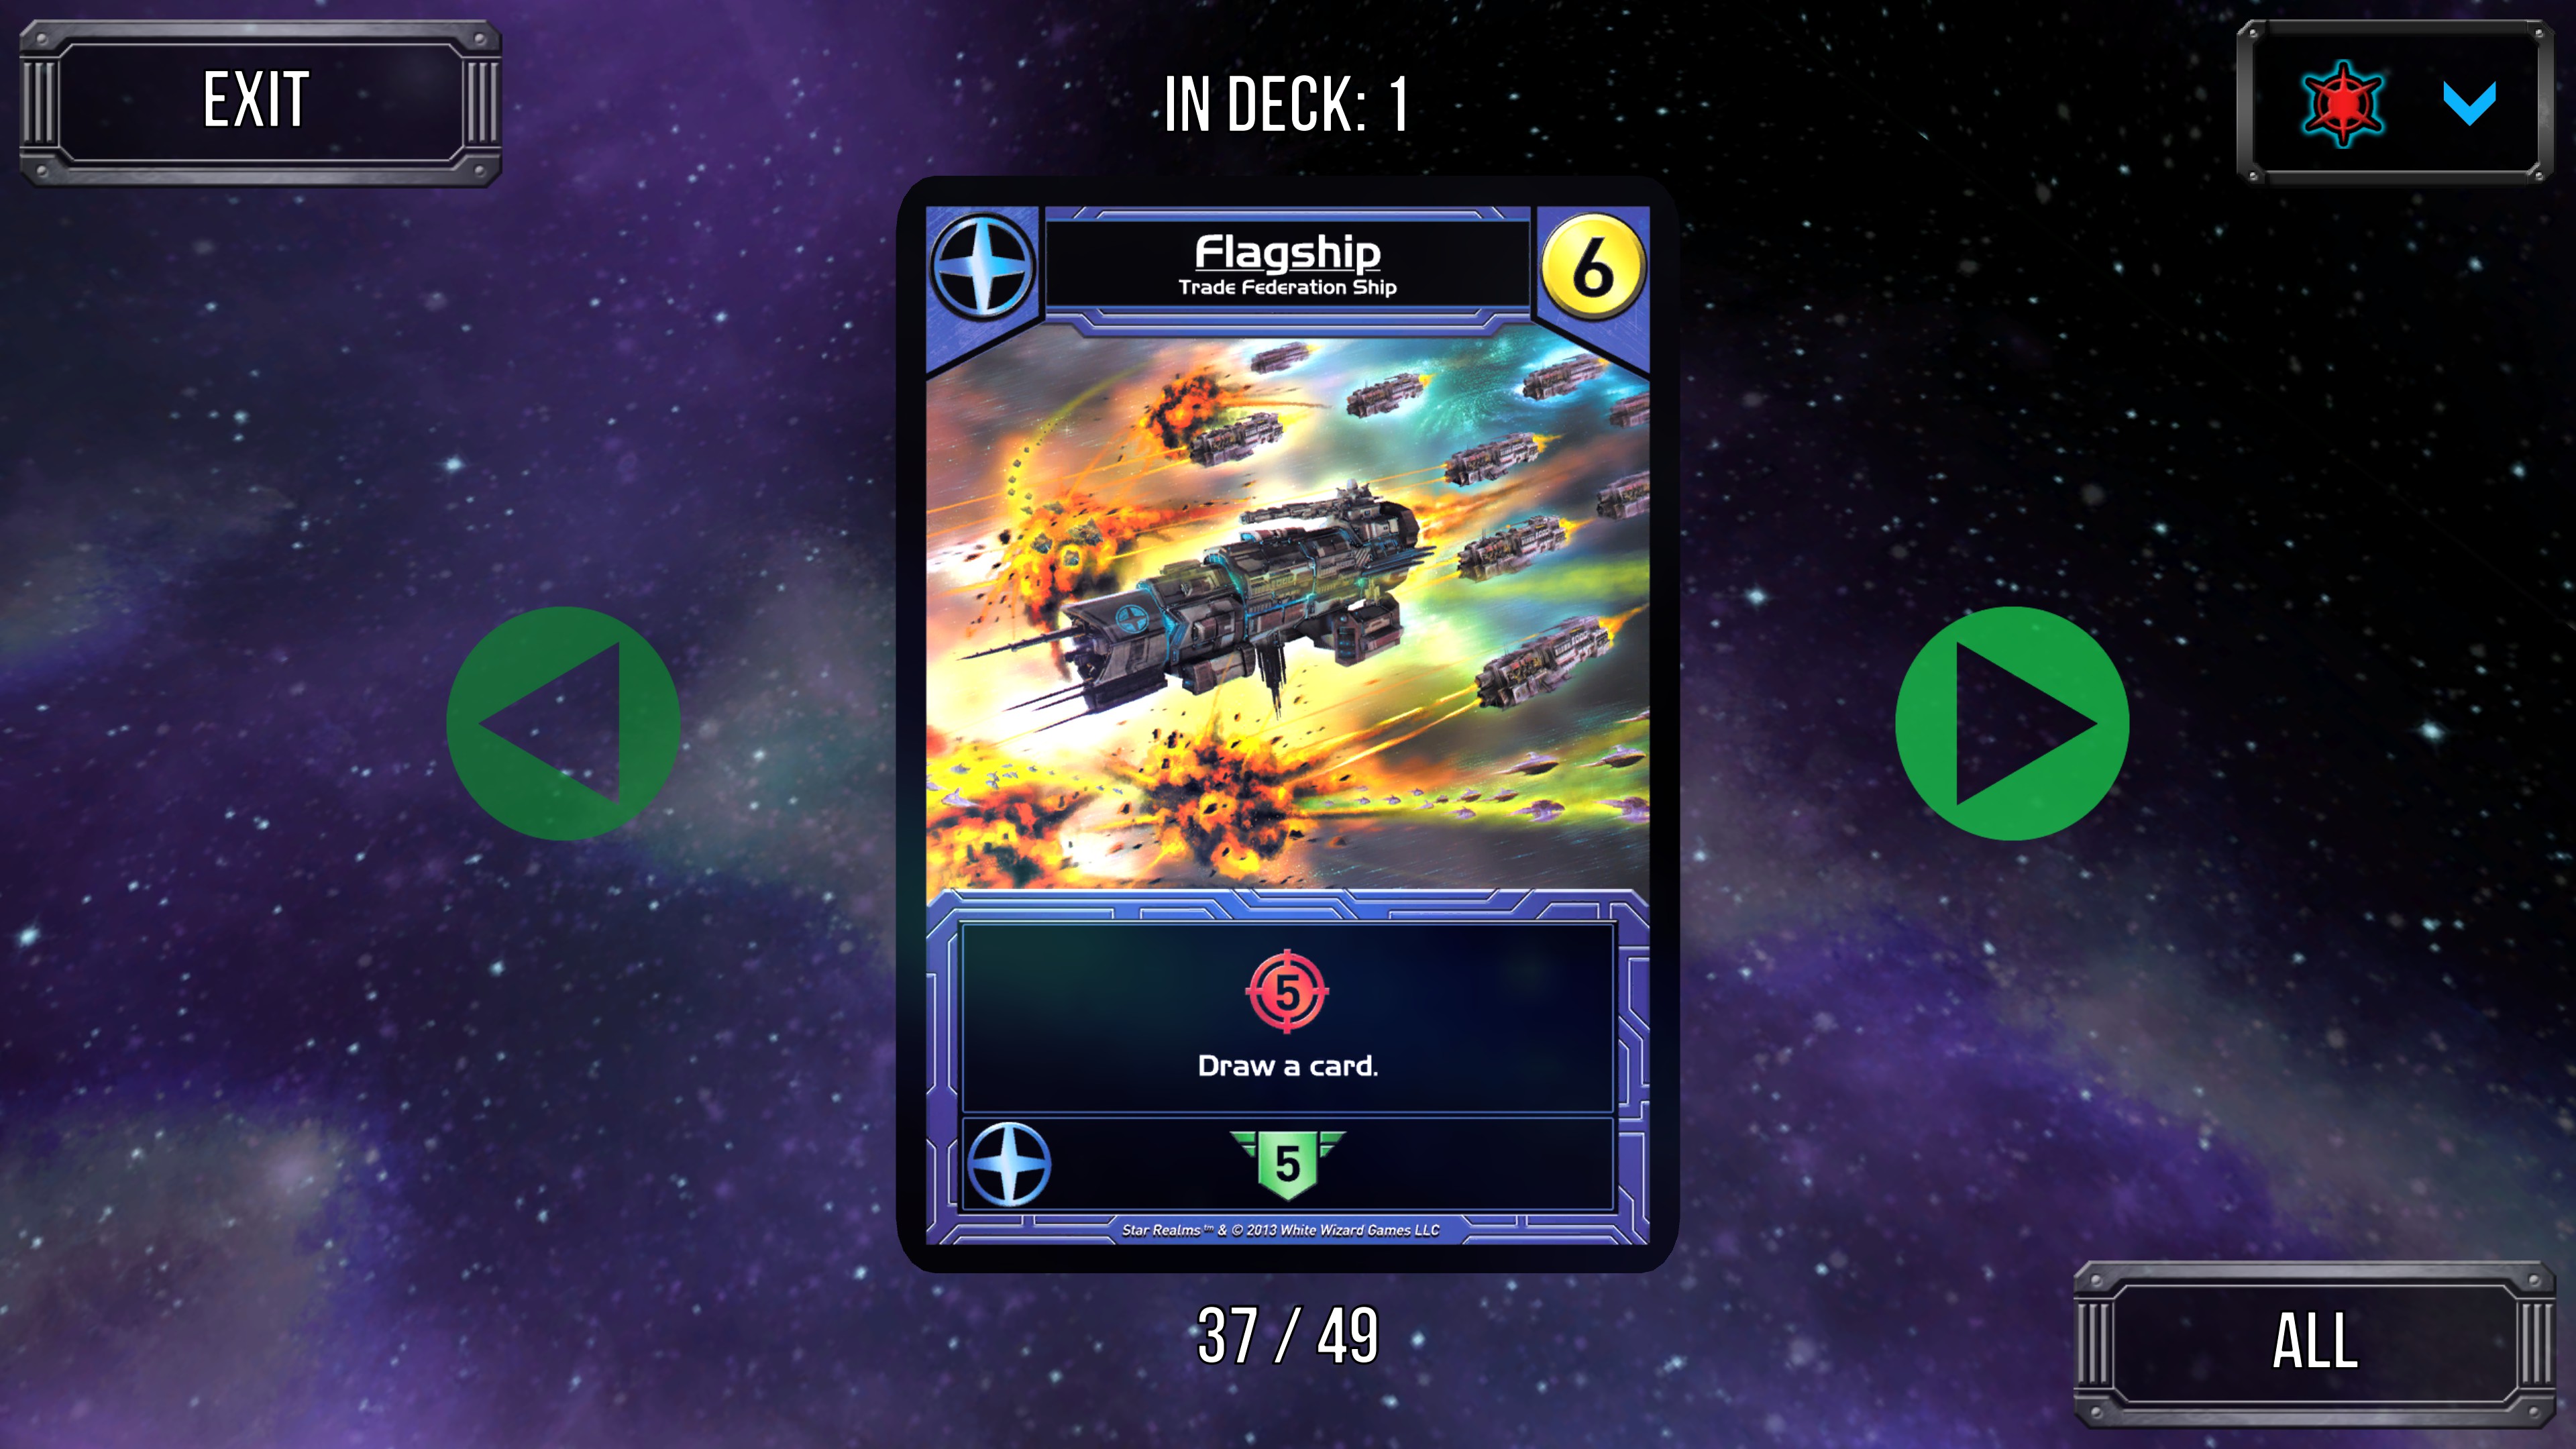 EXIT
IN DECK: 1
Flagship
6
Trade Federation Ship
5
Draw a card.
5
Star Realms™ & © 2013 White Wizard Games LLC
37 / 49
ALL